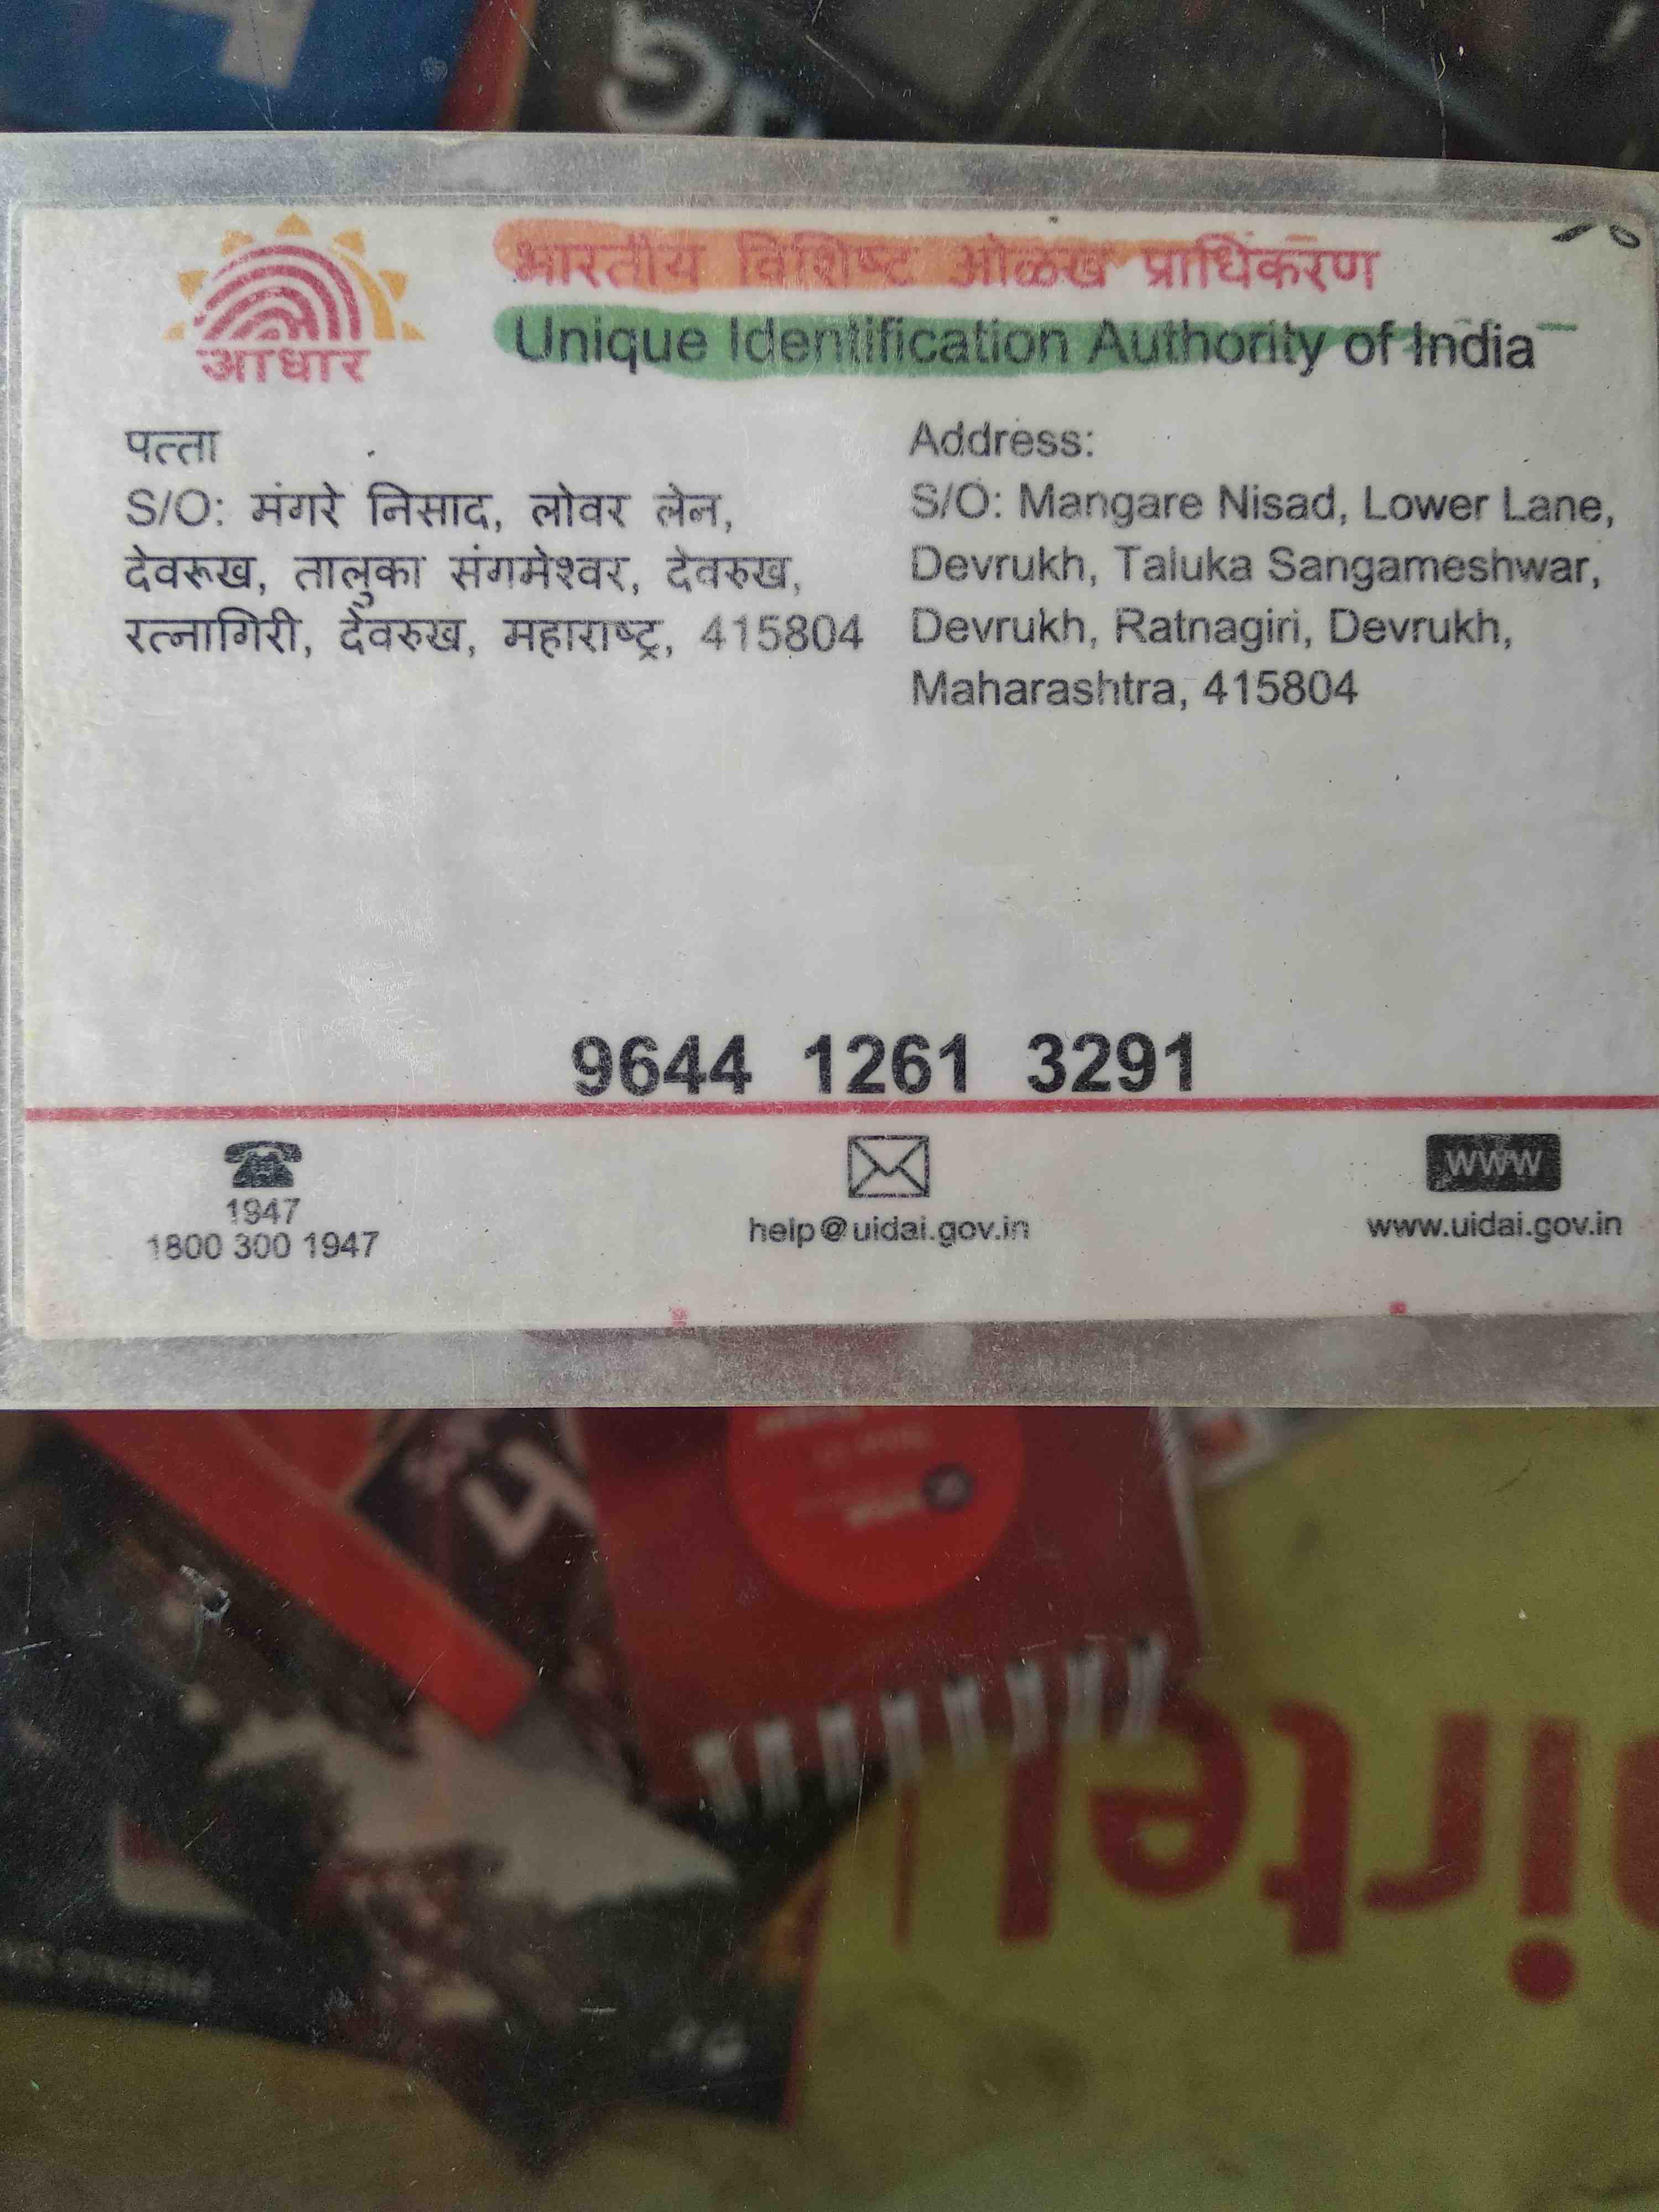 आधार
भारतीय विशिष्ट ओळख प्राधिकरण
Unique Identification Authority of India
पत्ता
S/O: मंगरे निसाद, लोवर लेन,
देवरूख, तालुका संगमेश्वर, देवरुख,
रत्नागिरी, देवरुख, महाराष्ट्र, 415804
Address:
S/O: Mangare Nisad, Lower Lane,
Devrukh, Taluka Sangameshwar,
Devrukh, Ratnagiri, Devrukh,
Maharashtra, 415804
9644 1261 3291
1947
1800 300 1947
help@uidai.gov.in
WWW
www.uidai.gov.in
airtel